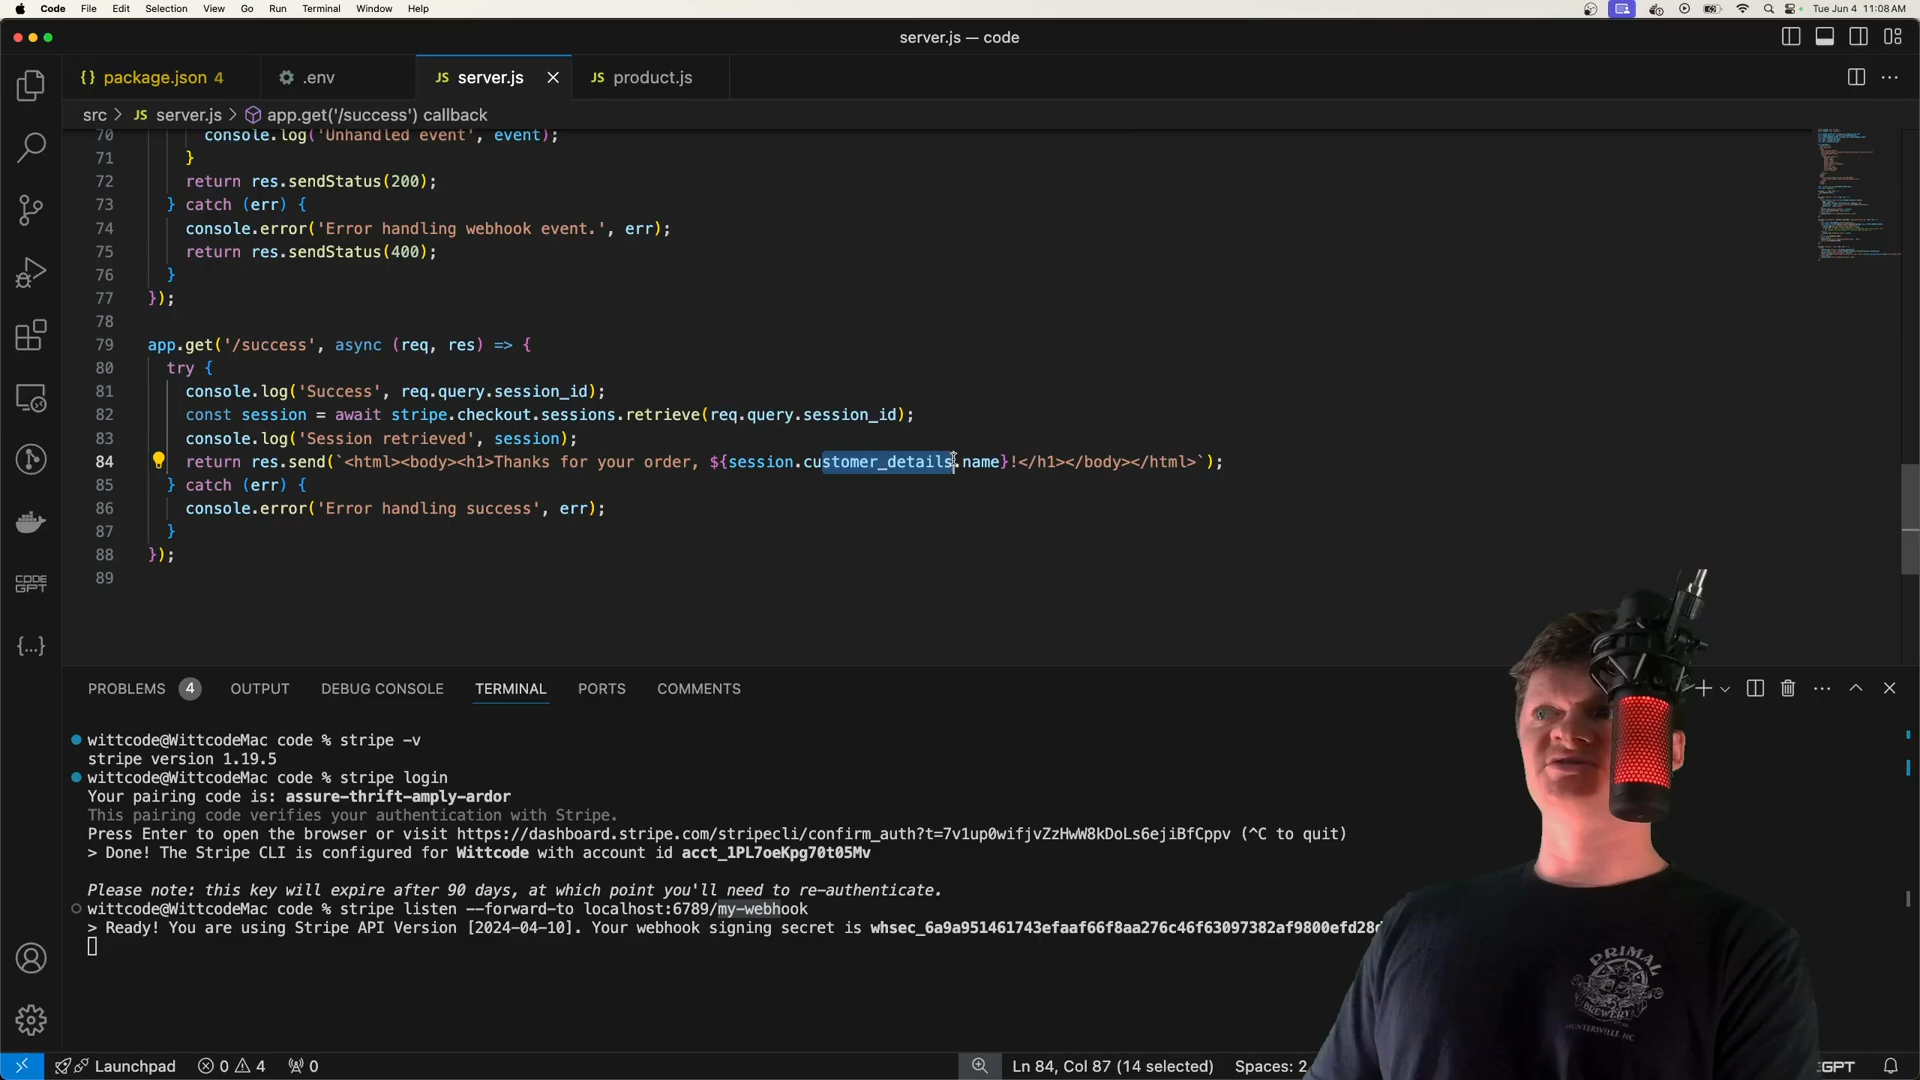 Code File Edit Selection View Go Run Terminal Window Help Tue Jun 4 11:08 AM
server.js — code
{} package.json 4 .env JS server.js JS product.js
src > JS server.js > app.get('/success') callback
70 console.log('Unhandled event', event);
71 }
72 return res.sendStatus(200);
73 } catch (err) {
74 console.error('Error handling webhook event.', err);
75 return res.sendStatus(400);
76 }
77 });
78
79 app.get('/success', async (req, res) => {
80 try {
81 console.log('Success', req.query.session_id);
82 const session = await stripe.checkout.sessions.retrieve(req.query.session_id);
83 console.log('Session retrieved', session);
84 return res.send(`<html><body><h1>Thanks for your order, ${session.customer_details.name}!</h1></body></html>`);
85 } catch (err) {
86 console.error('Error handling success', err);
87 }
88 });
89
CODE
GPT
{...}
PROBLEMS 4 OUTPUT DEBUG CONSOLE TERMINAL PORTS COMMENTS
wittcode@WittcodeMac code % stripe -v
stripe version 1.19.5
wittcode@WittcodeMac code % stripe login
Your pairing code is: assure-thrift-amply-ardor
This pairing code verifies your authentication with Stripe.
Press Enter to open the browser or visit https://dashboard.stripe.com/stripecli/confirm_auth?t=7v1up0wifjvZzHwW8kDoLs6ejiBfCppv (^C to quit)
> Done! The Stripe CLI is configured for Wittcode with account id acct_1PL7oeKpg70t05Mv
Please note: this key will expire after 90 days, at which point you'll need to re-authenticate.
wittcode@WittcodeMac code % stripe listen --forward-to localhost:6789/my-webhook
> Ready! You are using Stripe API Version [2024-04-10]. Your webhook signing secret is whsec_6a9a951461743efaaf66f8aa276c46f63097382af9800efd28d
PRIMAL
BREWERY
HUNTERSVILLE NC
Launchpad 0 4 0 Ln 84, Col 87 (14 selected) Spaces: 2 GPT